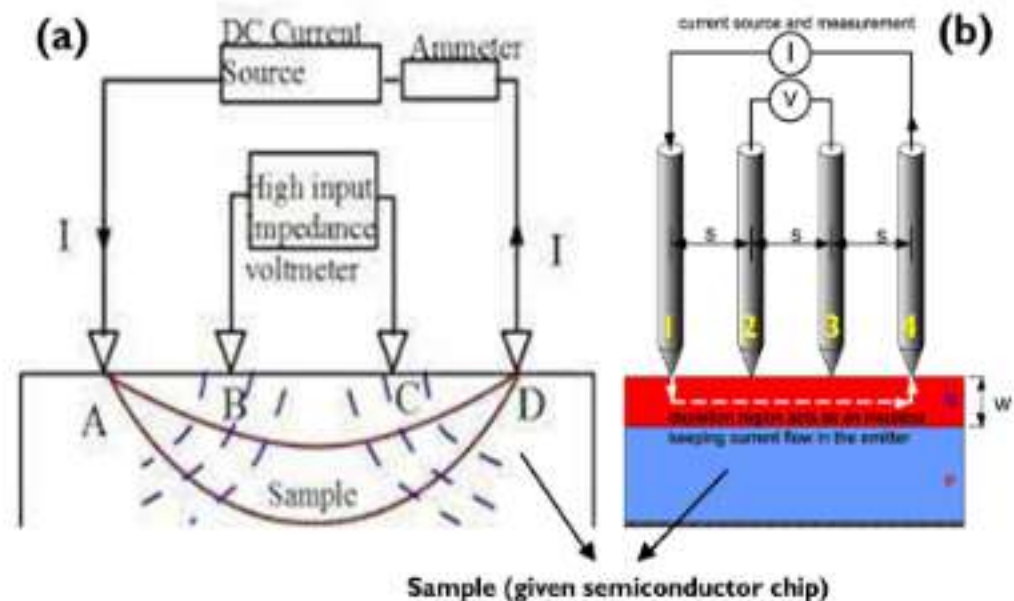 (a)
DC Current
Source
Ammeter
High input
Impedance
voltmeter
I
I
A
B
C
D
Sample
current source and measurement
(b)
I
V
s
s
s
1
2
3
4
W
depletion region acts as an insulator
keeping current flow in the emitter
P
Sample (given semiconductor chip)